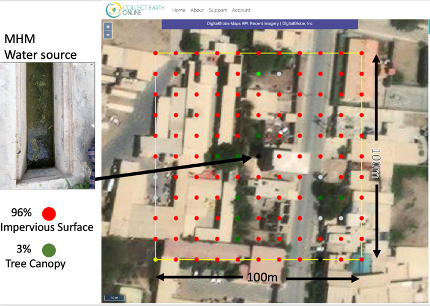 COLLECT EARTH
ONLINE
Home About Support Account
DigitalGlobe Maps API: Recent Imagery | DigitalGlobe, Inc
MHM
Water source
96%
Impervious Surface
3%
Tree Canopy
100m
100m